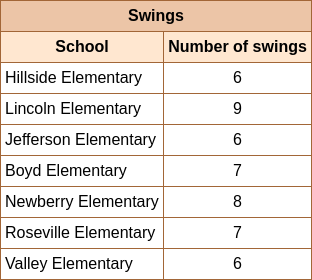 Swings
School Number of swings
Hillside Elementary 6
Lincoln Elementary 9
Jefferson Elementary 6
Boyd Elementary 7
Newberry Elementary 8
Roseville Elementary 7
Valley Elementary 6